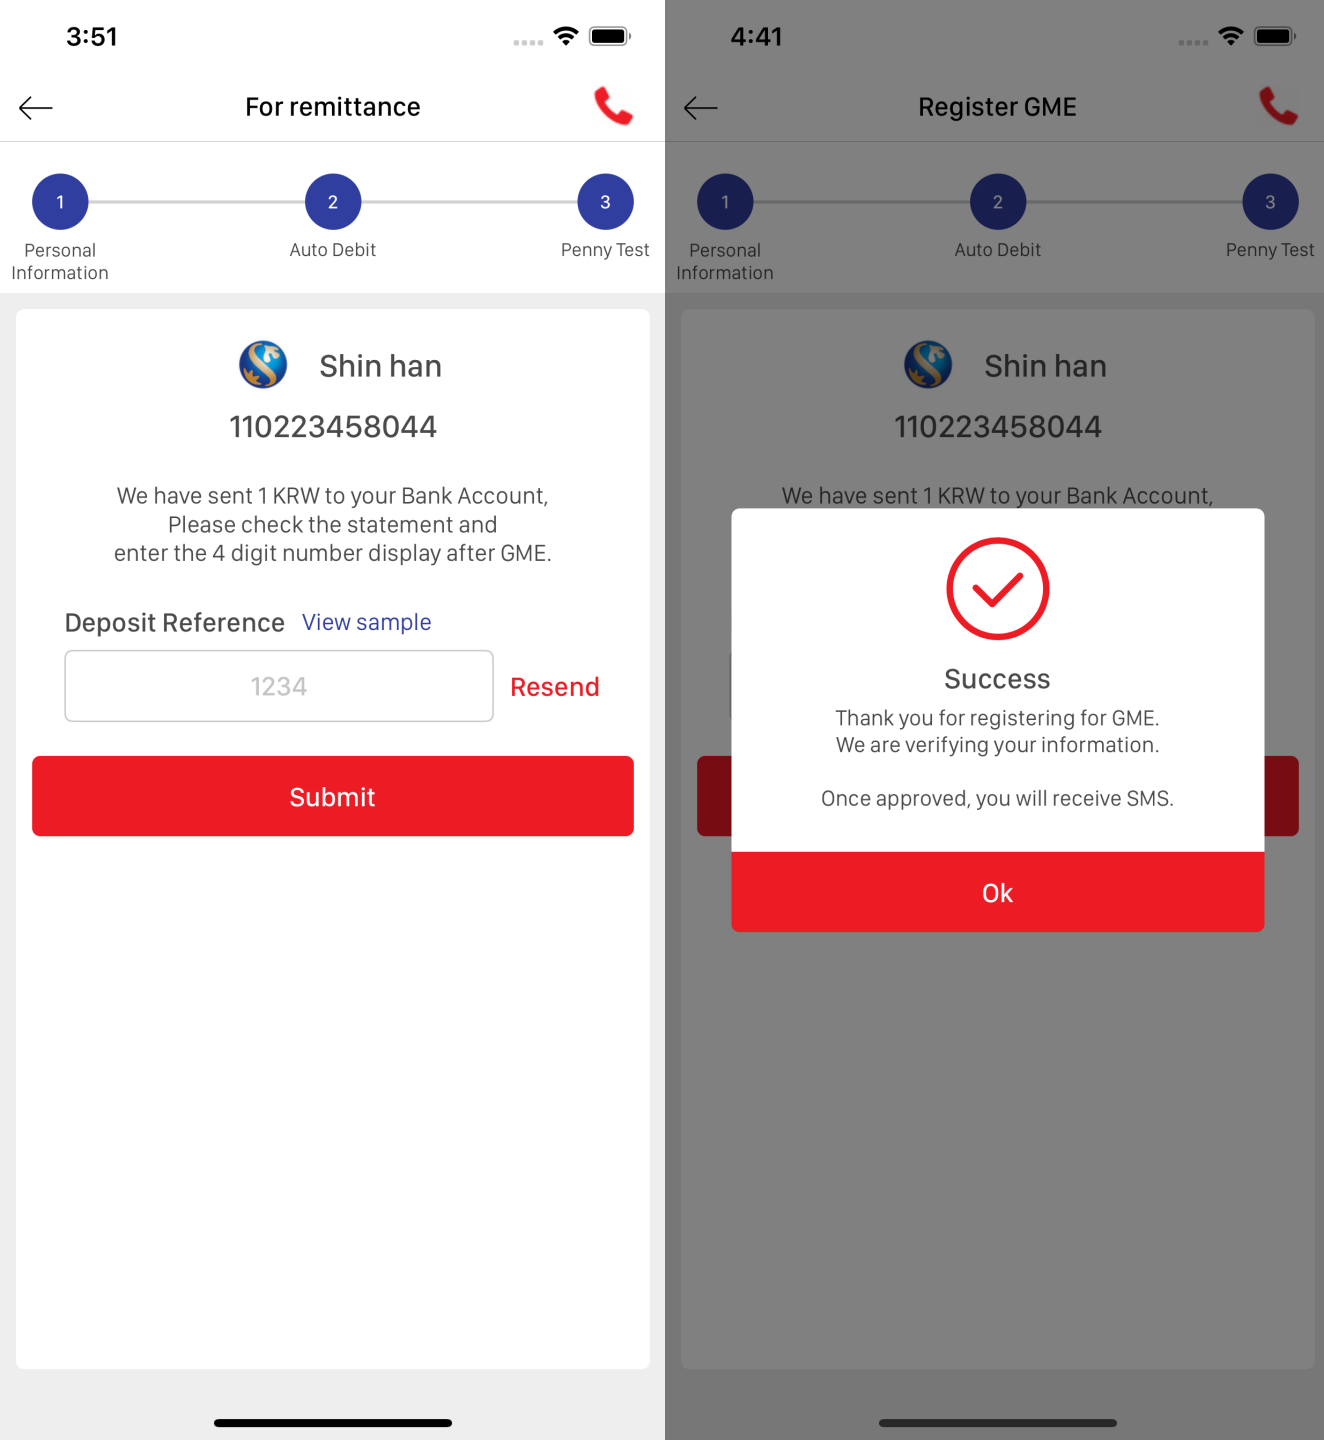 3:51
For remittance
1
2
3
Personal
Information
Auto Debit
Penny Test
Shin han
110223458044
We have sent 1 KRW to your Bank Account,
Please check the statement and
enter the 4 digit number display after GME.
Deposit Reference View sample
1234
Resend
Submit
4:41
Register GME
1
2
3
Personal
Information
Auto Debit
Penny Test
Shin han
110223458044
We have sent 1 KRW to your Bank Account,
Success
Thank you for registering for GME.
We are verifying your information.
Once approved, you will receive SMS.
Ok